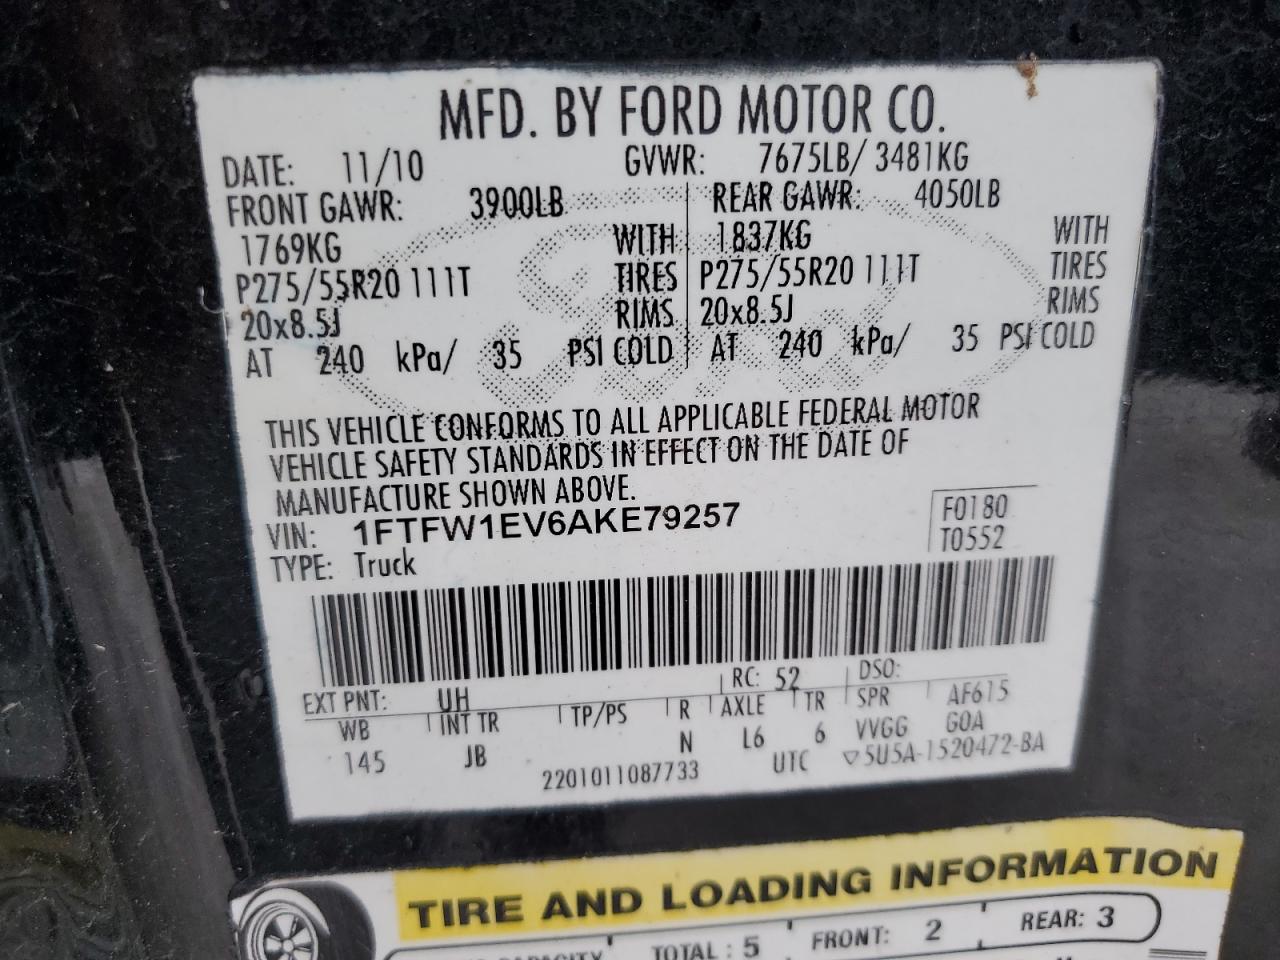 MFD. BY FORD MOTOR CO.
DATE: 11/10 GVWR: 7675LB/ 3481KG
FRONT GAWR: 3900LB REAR GAWR: 4050LB
1769KG WITH 1837KG WITH
P275/55R20 111T TIRES P275/55R20 111T TIRES
20x8.5J RIMS 20x8.5J RIMS
AT 240 kPa/ 35 PSI COLD AT 240 kPa/ 35 PSI COLD
THIS VEHICLE CONFORMS TO ALL APPLICABLE FEDERAL MOTOR
VEHICLE SAFETY STANDARDS IN EFFECT ON THE DATE OF
MANUFACTURE SHOWN ABOVE.
VIN: 1FTFW1EV6AKE79257 F0180
TYPE: Truck T0552
EXT PNT: UH RC: 52 DSO:
WB INT TR TP/PS R AXLE TR SPR AF615
145 JB N L6 6 VVGG GOA
2201011087733 UTC ▽5U5A-1520472-BA
TIRE AND LOADING INFORMATION
CAPACITY TOTAL: 5 FRONT: 2 REAR: 3